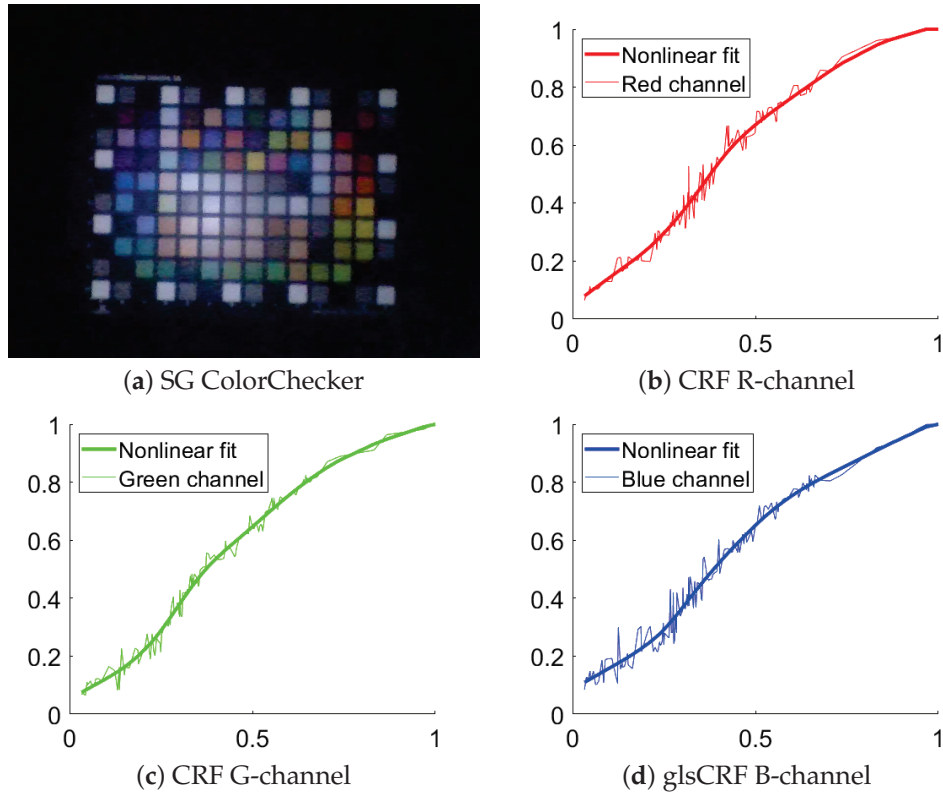 1
0.8
0.6
0.4
0.2
0
0 0.5 1
Nonlinear fit
Red channel
(a) SG ColorChecker
(b) CRF R-channel
1
0.8
0.6
0.4
0.2
0
0 0.5 1
Nonlinear fit
Green channel
1
0.8
0.6
0.4
0.2
0
0 0.5 1
Nonlinear fit
Blue channel
(c) CRF G-channel
(d) glsCRF B-channel